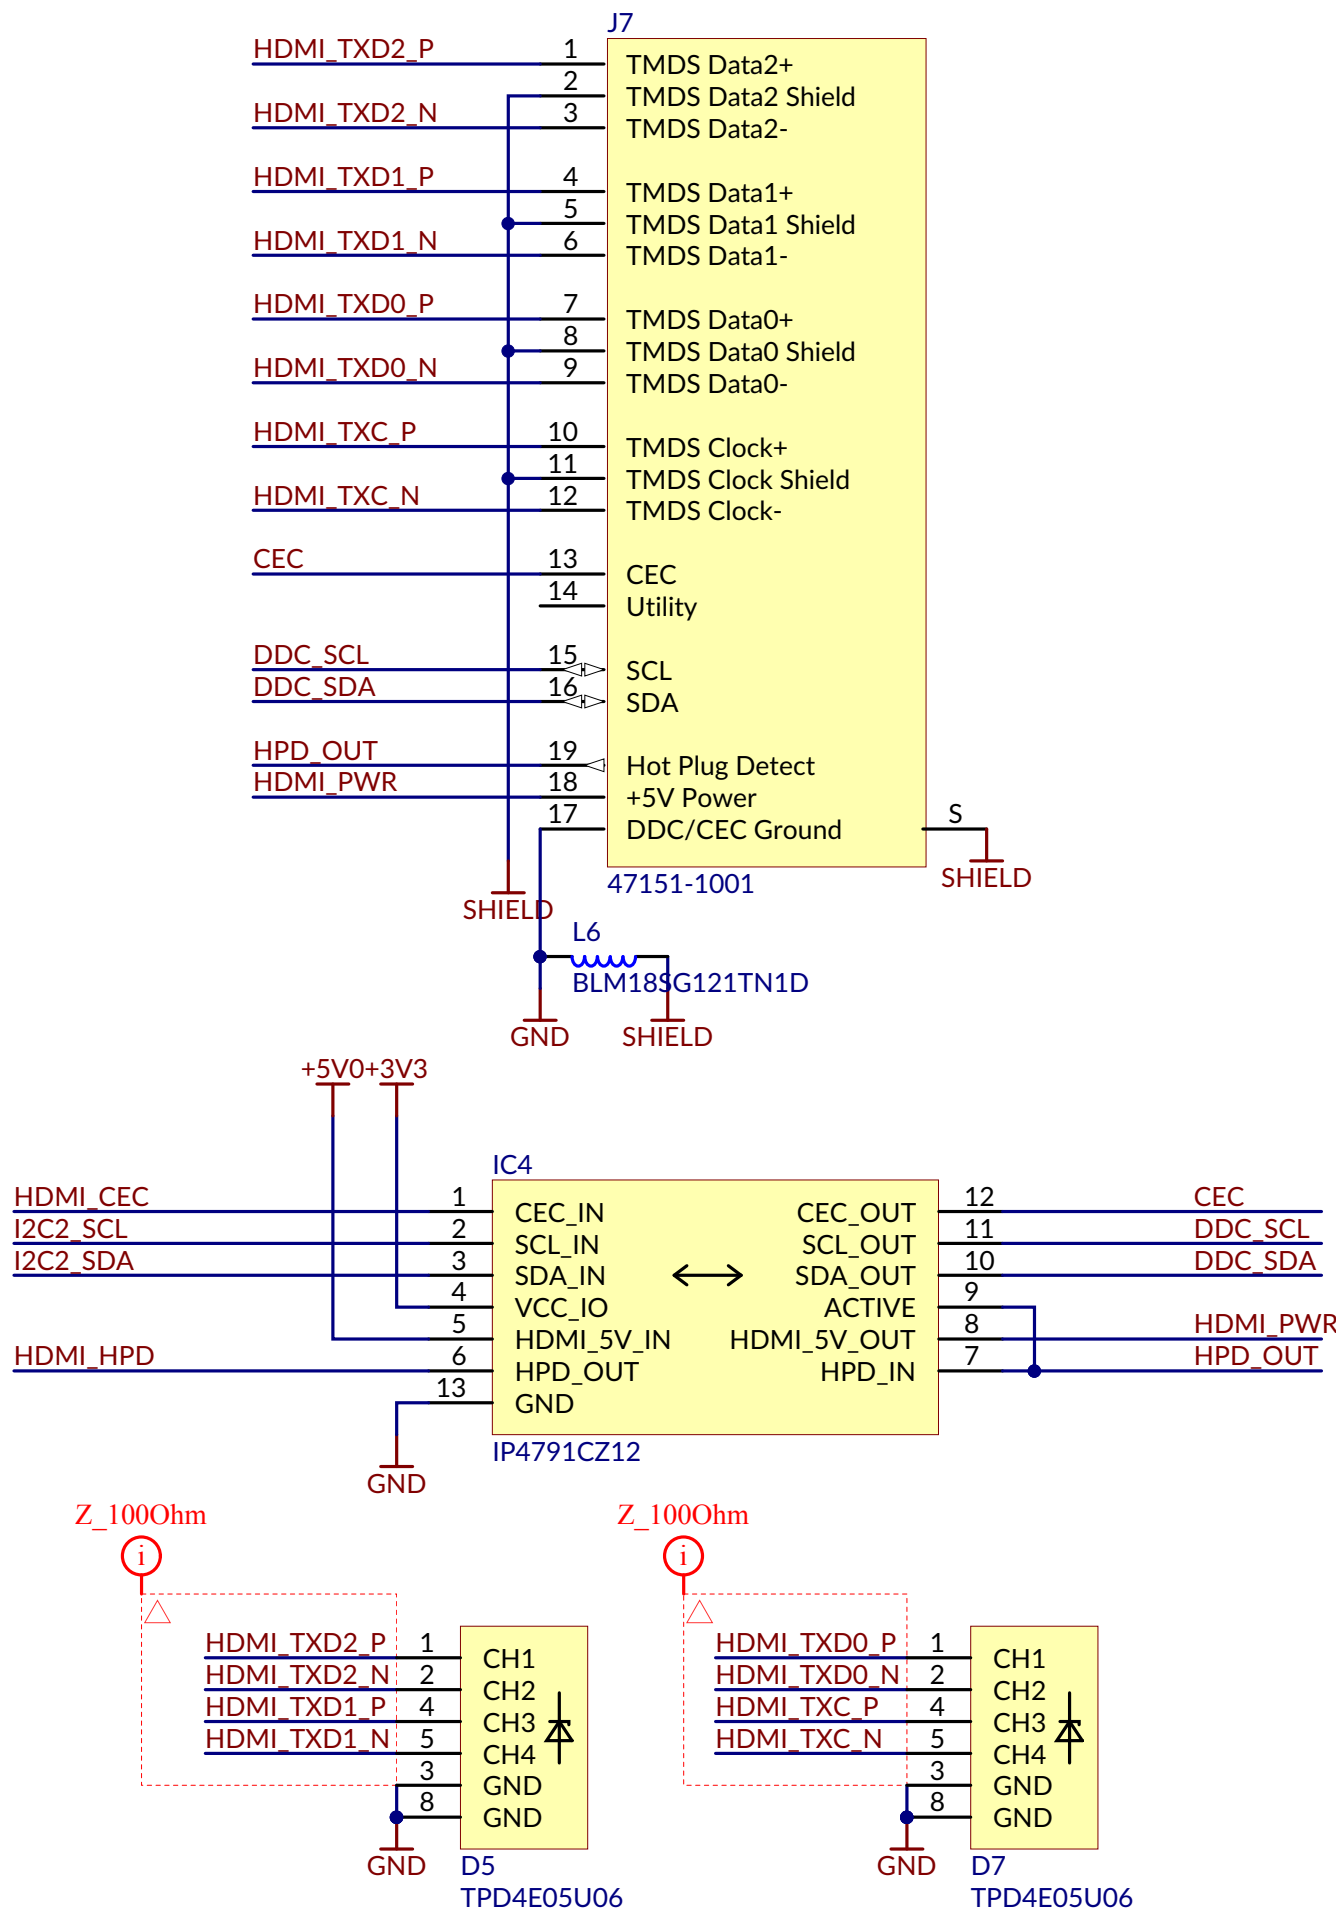 J7
HDMI_TXD2_P 1 TMDS Data2+
2 TMDS Data2 Shield
HDMI_TXD2_N 3 TMDS Data2-
HDMI_TXD1_P 4 TMDS Data1+
5 TMDS Data1 Shield
HDMI_TXD1_N 6 TMDS Data1-
HDMI_TXD0_P 7 TMDS Data0+
8 TMDS Data0 Shield
HDMI_TXD0_N 9 TMDS Data0-
HDMI_TXC_P 10 TMDS Clock+
11 TMDS Clock Shield
HDMI_TXC_N 12 TMDS Clock-
CEC 13 CEC
14 Utility
DDC_SCL 15 SCL
DDC_SDA 16 SDA
HPD_OUT 19 Hot Plug Detect
HDMI_PWR 18 +5V Power
17 DDC/CEC Ground S
SHIELD
47151-1001
SHIELD
L6
BLM18SG121TN1D
GND SHIELD
+5V0 +3V3
IC4
HDMI_CEC 1 CEC_IN CEC_OUT 12 CEC
I2C2_SCL 2 SCL_IN SCL_OUT 11 DDC_SCL
I2C2_SDA 3 SDA_IN SDA_OUT 10 DDC_SDA
4 VCC_IO ACTIVE 9
5 HDMI_5V_IN HDMI_5V_OUT 8 HDMI_PWR
HDMI_HPD 6 HPD_OUT HPD_IN 7 HPD_OUT
13 GND
IP4791CZ12
GND
Z_100Ohm Z_100Ohm
i i
HDMI_TXD2_P 1 CH1 HDMI_TXD0_P 1 CH1
HDMI_TXD2_N 2 CH2 HDMI_TXD0_N 2 CH2
HDMI_TXD1_P 4 CH3 HDMI_TXC_P 4 CH3
HDMI_TXD1_N 5 CH4 HDMI_TXC_N 5 CH4
3 GND 3 GND
8 GND 8 GND
GND D5 GND D7
TPD4E05U06 TPD4E05U06